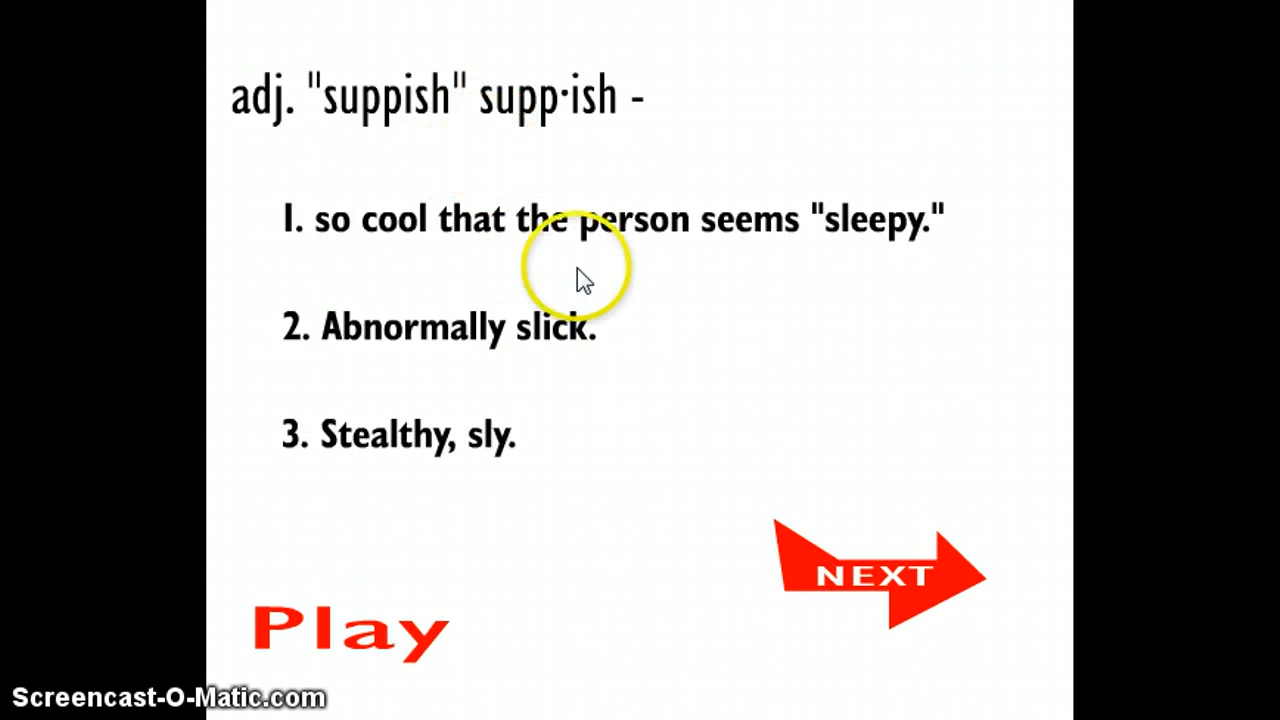 adj. "suppish" supp·ish -
1. so cool that the person seems "sleepy."
2. Abnormally slick.
3. Stealthy, sly.
NEXT
Play
Screencast-O-Matic.com